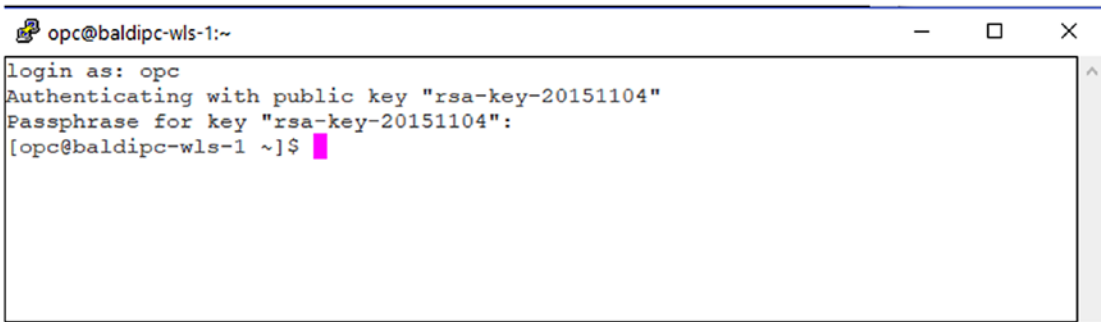 opc@baldipc-wls-1:~
login as: opc
Authenticating with public key "rsa-key-20151104"
Passphrase for key "rsa-key-20151104":
[opc@baldipc-wls-1 ~]$